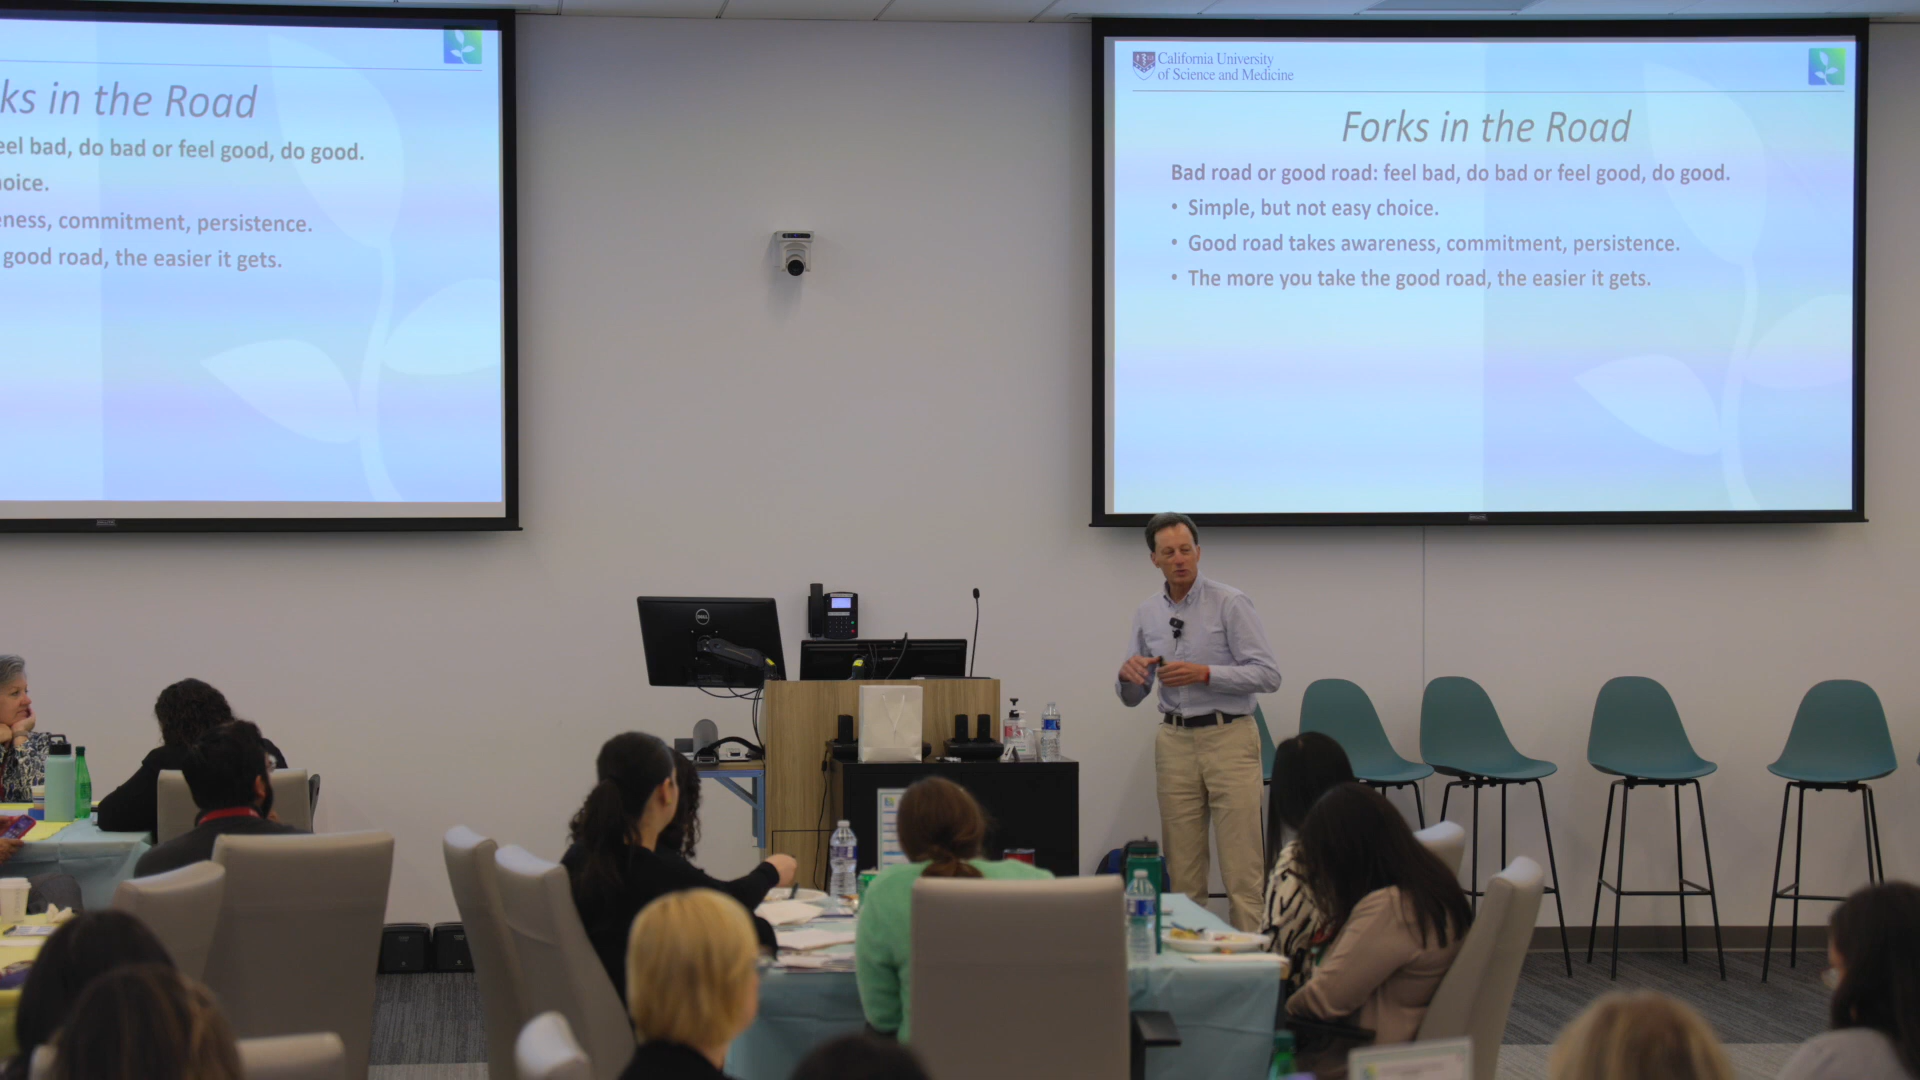 ks in the Road
eel bad, do bad or feel good, do good.
oice.
eness, commitment, persistence.
good road, the easier it gets.
California University
of Science and Medicine
Forks in the Road
Bad road or good road: feel bad, do bad or feel good, do good.
• Simple, but not easy choice.
• Good road takes awareness, commitment, persistence.
• The more you take the good road, the easier it gets.
DELL